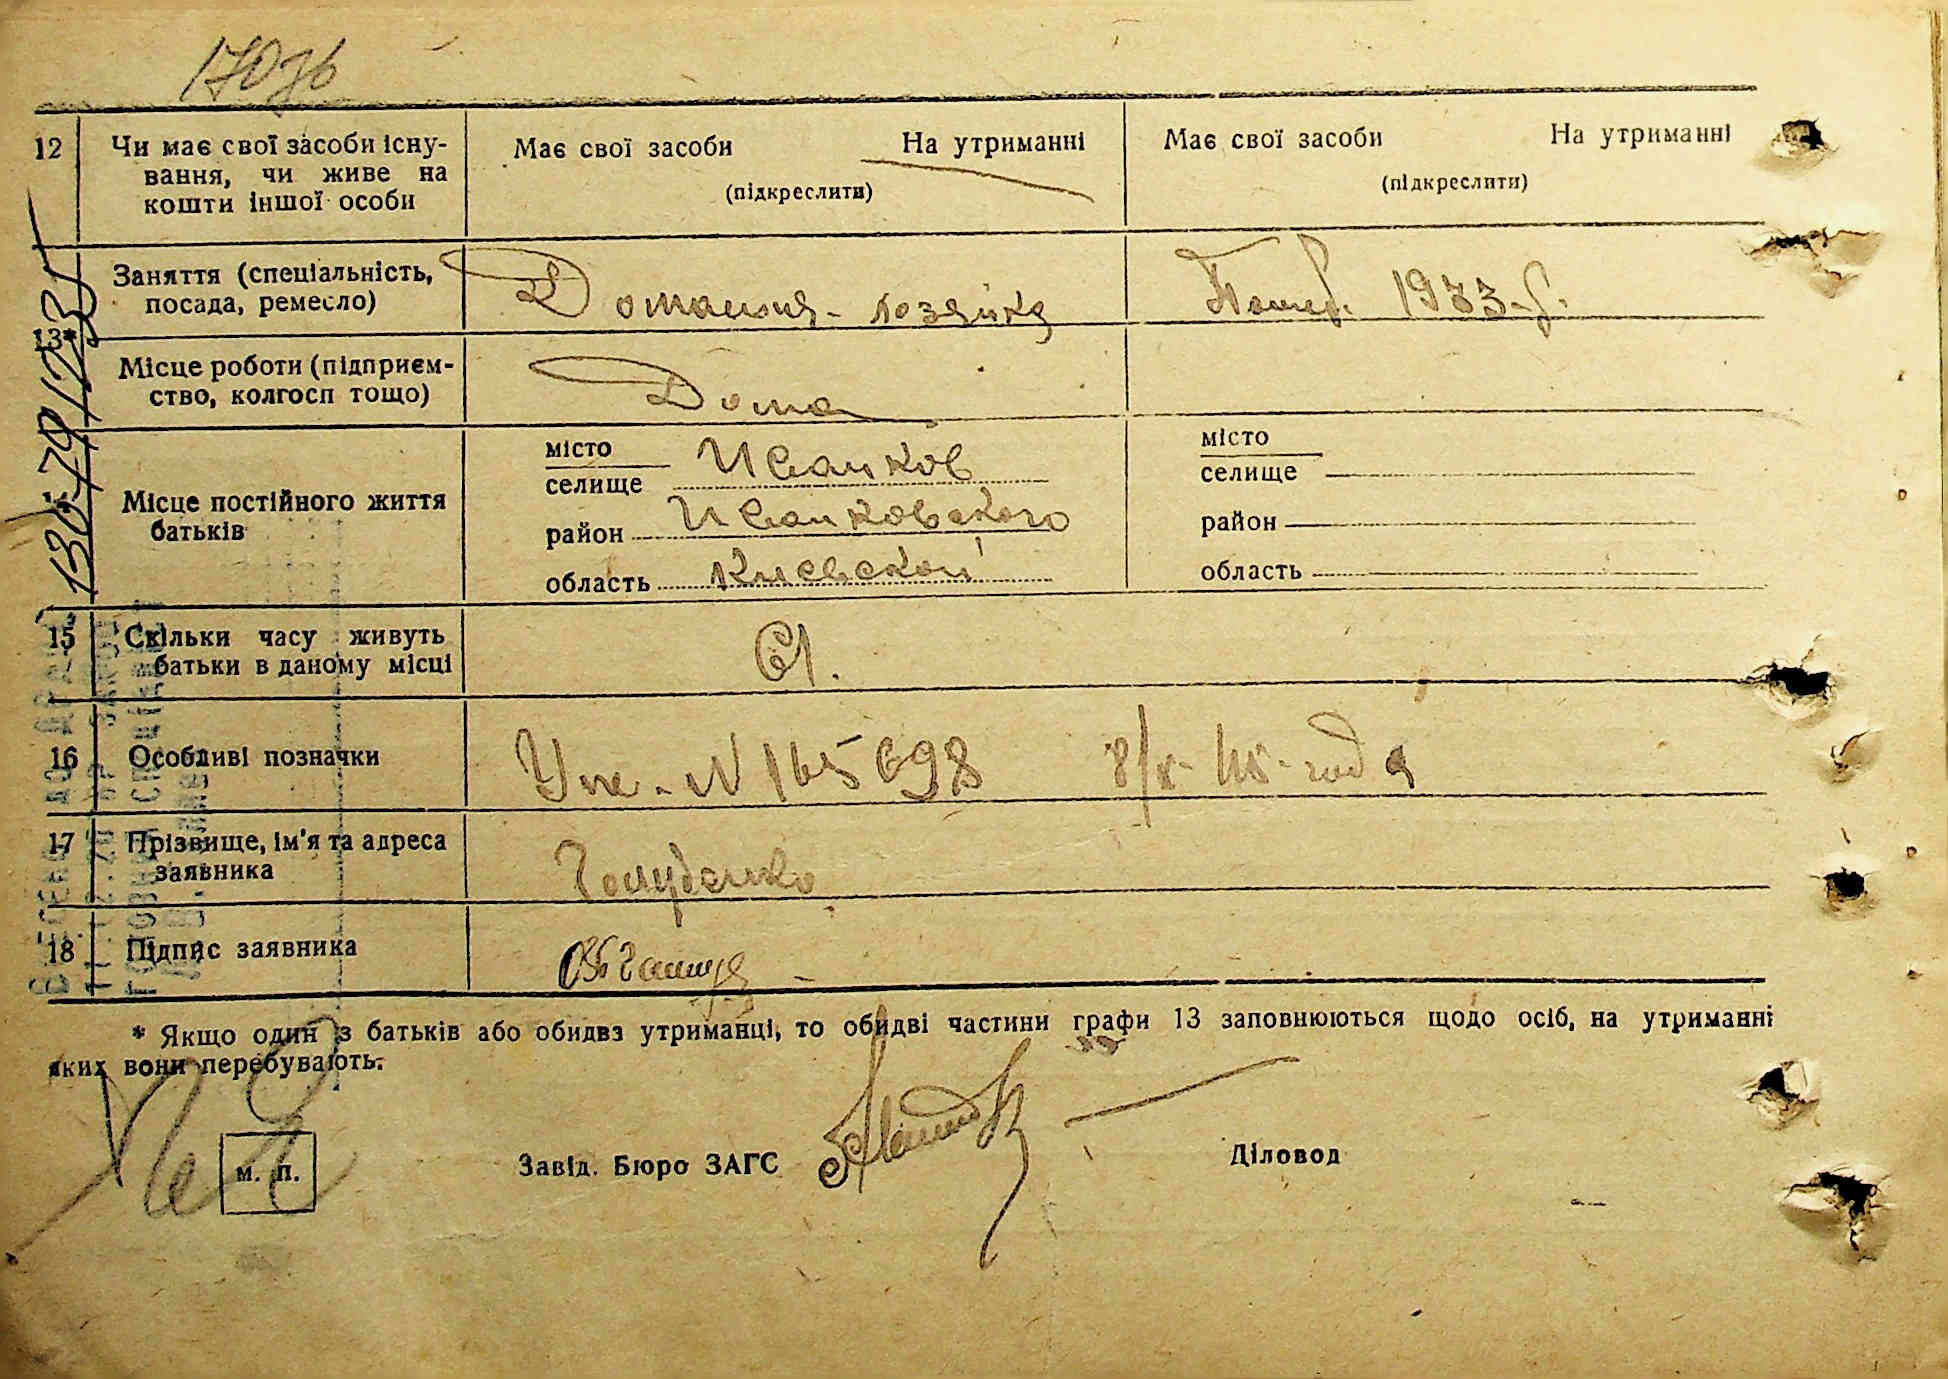 12
Чи має свої засоби існу-
вання, чи живе на
кошти іншої особи
Має свої засоби На утриманні
(підкреслити)
Має свої засоби На утриманні
(підкреслити)
13*
Заняття (спеціальність,
посада, ремесло)
Домашняя-хозяйка
1933-г.
Місце роботи (підприєм-
ство, колгосп тощо)
Дома
Місце постійного життя
батьків
місто
селище Иванков
район Иванковского
область Киевской
місто
селище
район
область
15
Скільки часу живуть
батьки в даному місці
16
Особливі позначки
N 165698 года
17
Прізвище, ім'я та адреса
заявника
18
Підпис заявника
* Якщо один з батьків або обидвз утриманці, то обидві частини графи 13 заповнюються щодо осіб, на утриманні
яких вони перебувають.
М. П.
Завід. Бюро ЗАГС
Діловод